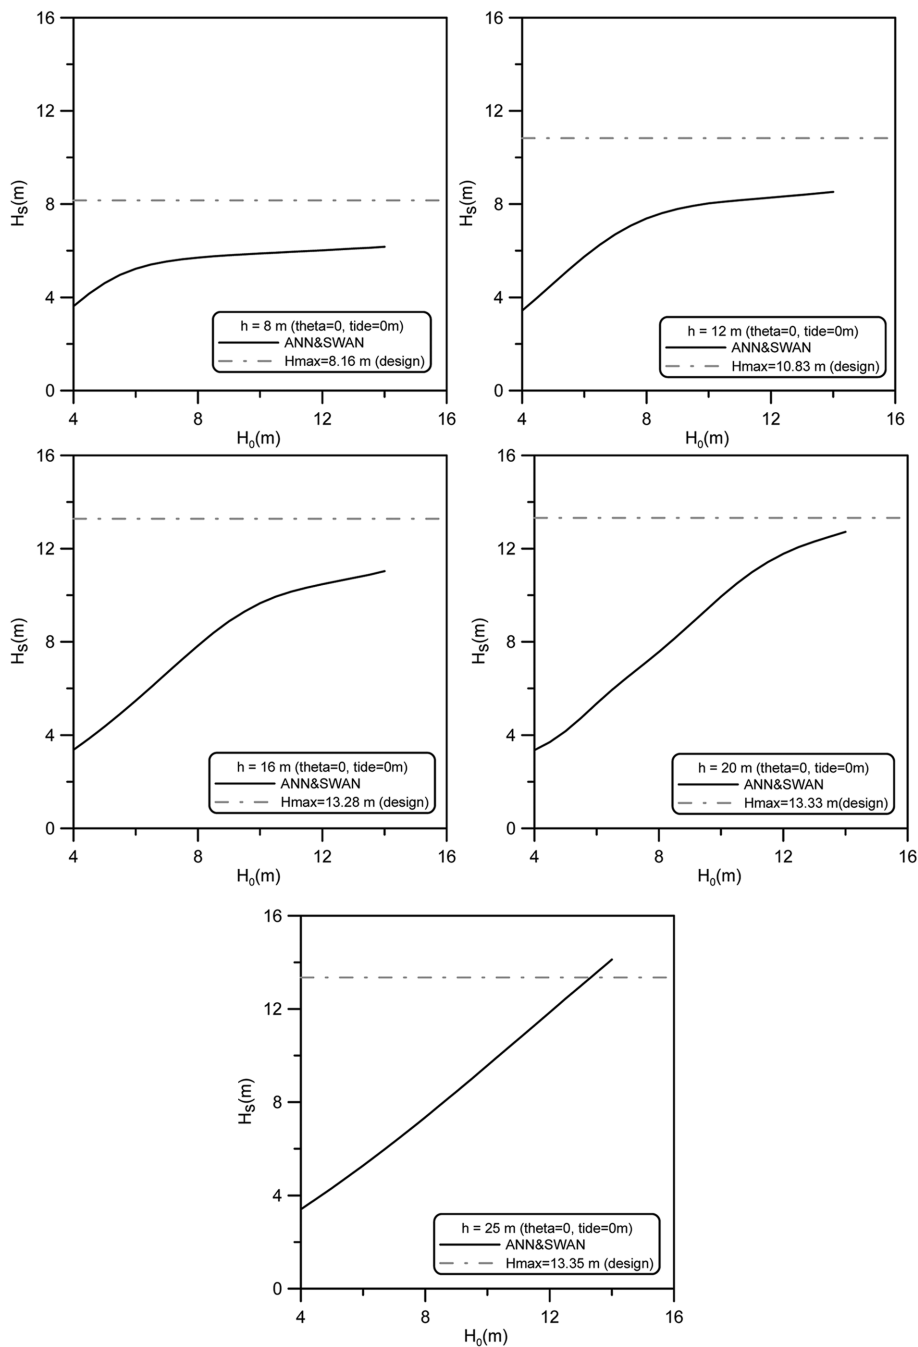 16
12
8
4
0
Hs(m)
h = 8 m (theta=0, tide=0m)
ANN&SWAN
Hmax=8.16 m (design)
4 8 12 16
H₀(m)
16
12
8
4
0
Hs(m)
h = 12 m (theta=0, tide=0m)
ANN&SWAN
Hmax=10.83 m (design)
4 8 12 16
H₀(m)
16
12
8
4
0
Hs(m)
h = 16 m (theta=0, tide=0m)
ANN&SWAN
Hmax=13.28 m (design)
4 8 12 16
H₀(m)
16
12
8
4
0
Hs(m)
h = 20 m (theta=0, tide=0m)
ANN&SWAN
Hmax=13.33 m(design)
4 8 12 16
H₀(m)
16
12
8
4
0
Hs(m)
h = 25 m (theta=0, tide=0m)
ANN&SWAN
Hmax=13.35 m (design)
4 8 12 16
H₀(m)